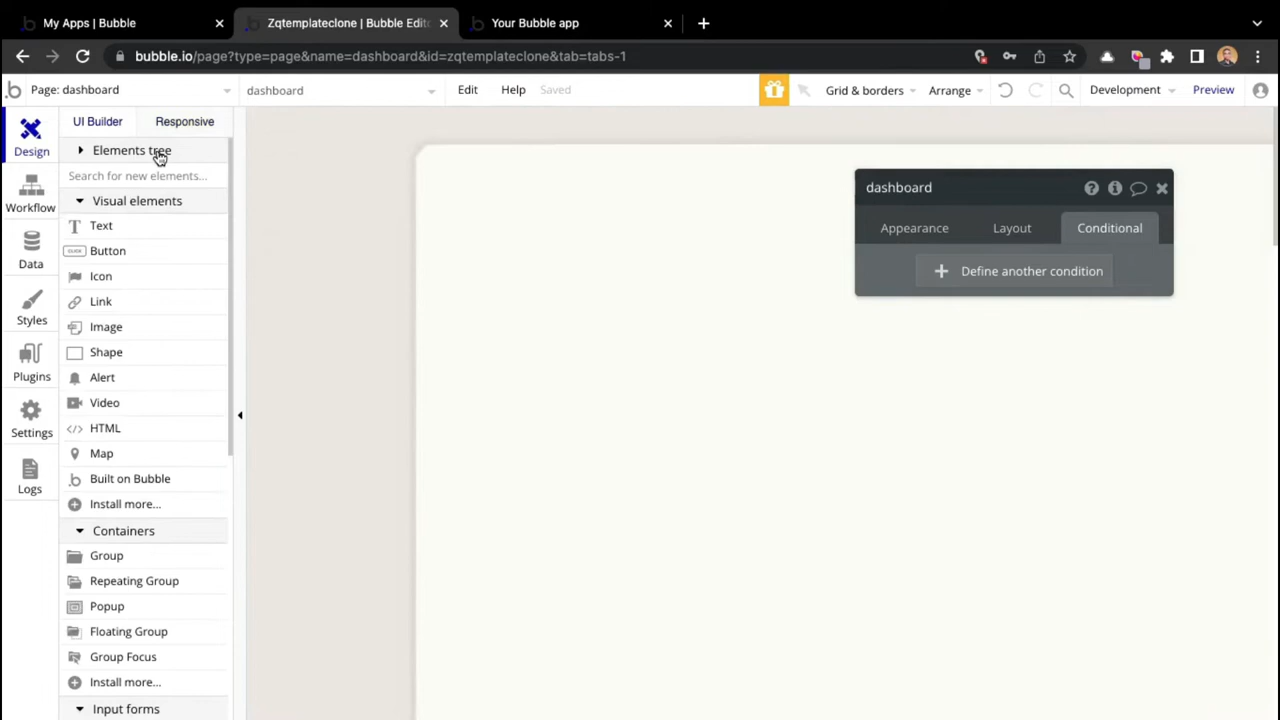 My Apps | Bubble
Zqtemplateclone | Bubble Edito
Your Bubble app
bubble.io/page?type=page&name=dashboard&id=zqtemplateclone&tab=tabs-1
Page: dashboard
dashboard
Edit
Help
Saved
Grid & borders
Arrange
Development
Preview
Design
Workflow
Data
Styles
Plugins
Settings
Logs
UI Builder
Responsive
Elements tree
Search for new elements...
Visual elements
Text
CLICK
Button
Icon
Link
Image
Shape
Alert
Video
HTML
Map
Built on Bubble
Install more...
Containers
Group
Repeating Group
Popup
Floating Group
Group Focus
Install more...
Input forms
dashboard
Appearance
Layout
Conditional
Define another condition